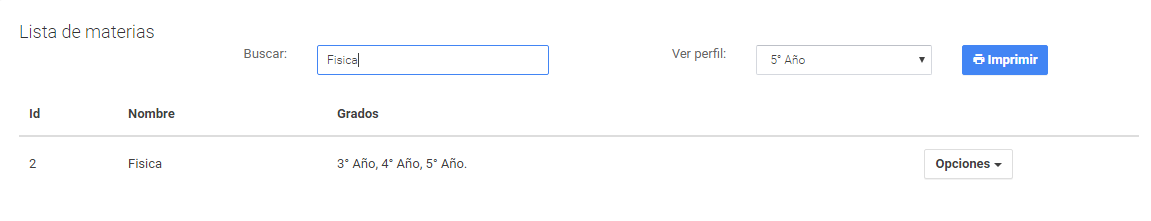 Lista de materias
Buscar: Fisica Ver perfil: 5° Año Imprimir
Id Nombre Grados
2 Fisica 3° Año, 4° Año, 5° Año. Opciones